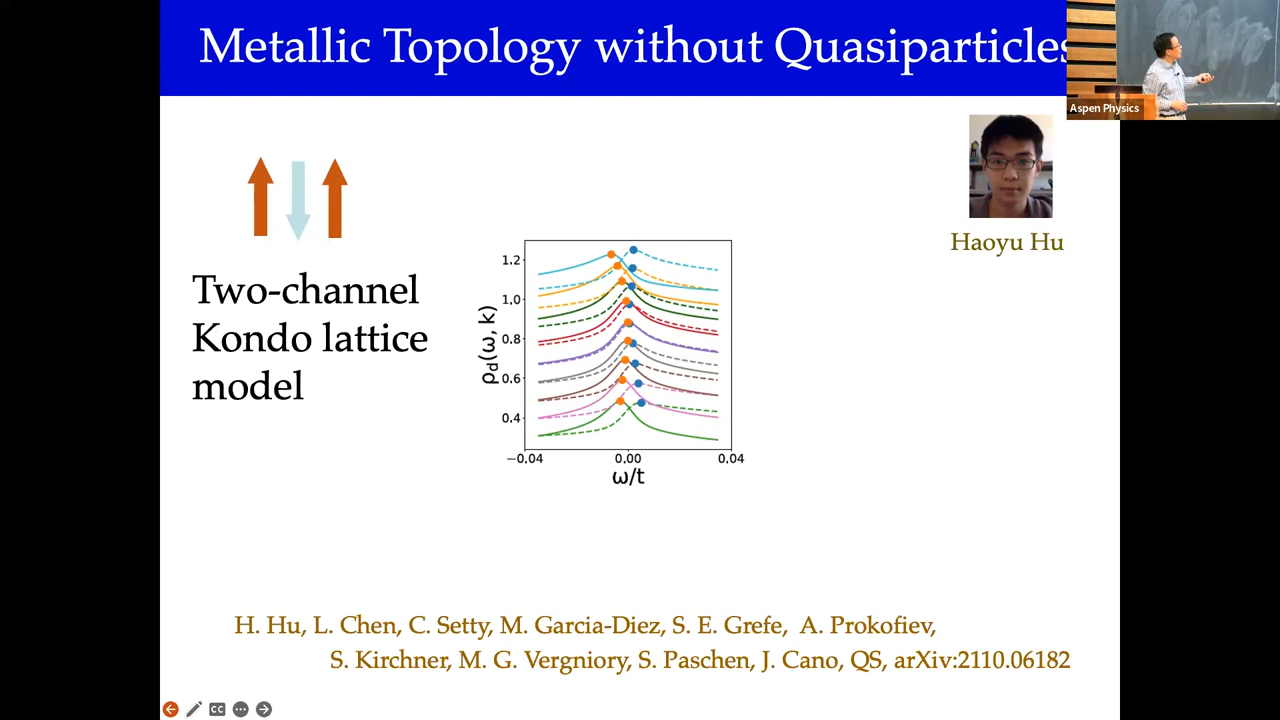 Metallic Topology without Quasiparticles
Aspen Physics
Haoyu Hu
Two-channel
Kondo lattice
model
ρd(ω, k)
1.2
1.0
0.8
0.6
0.4
−0.04 0.00 0.04
ω/t
H. Hu, L. Chen, C. Setty, M. Garcia-Diez, S. E. Grefe, A. Prokofiev,
S. Kirchner, M. G. Vergniory, S. Paschen, J. Cano, QS, arXiv:2110.06182
CC